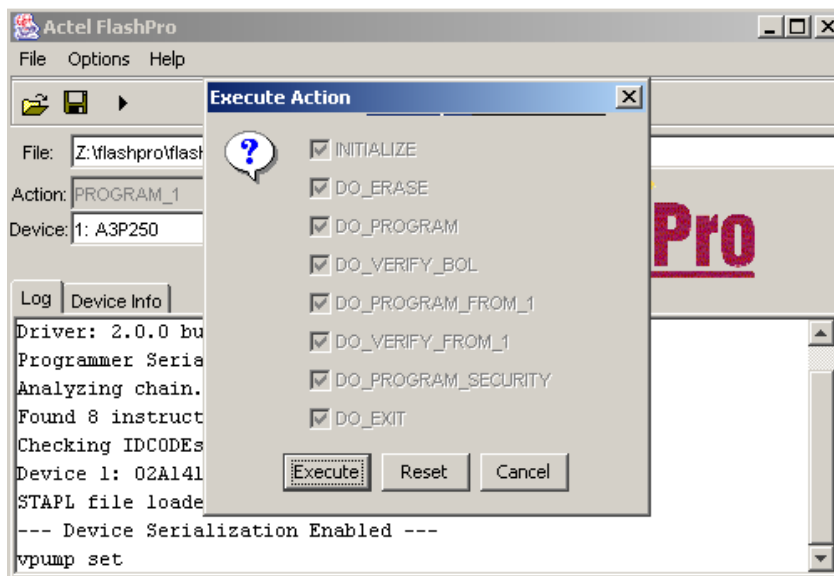 Actel FlashPro
File Options Help
Execute Action
File: Z:\flashpro\flash
Action: PROGRAM_1
Device: 1: A3P250
?
INITIALIZE
DO_ERASE
DO_PROGRAM
DO_VERIFY_BOL
DO_PROGRAM_FROM_1
DO_VERIFY_FROM_1
DO_PROGRAM_SECURITY
DO_EXIT
Execute Reset Cancel
Pro
Log Device Info
Driver: 2.0.0 bu
Programmer Seria
Analyzing chain.
Found 8 instruct
Checking IDCODEs
Device 1: 02A141
STAPL file loade
--- Device Serialization Enabled ---
vpump set